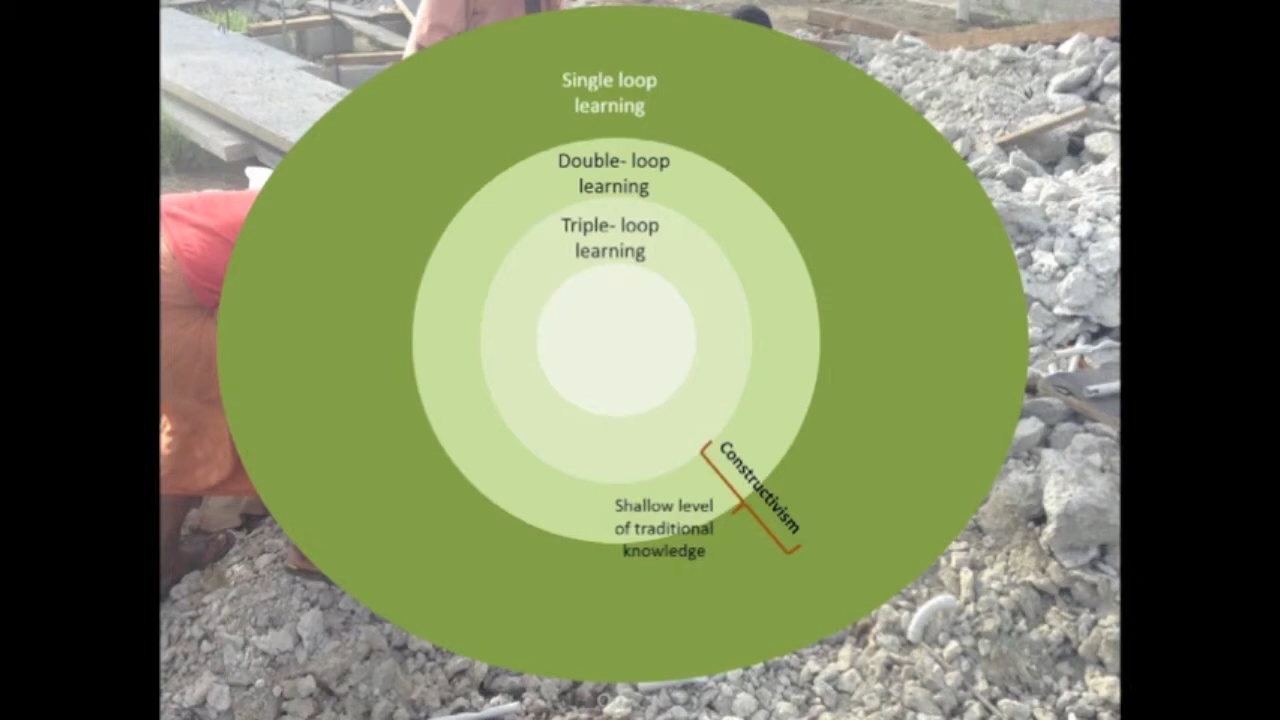 Single loop
learning
Double- loop
learning
Triple- loop
learning
Constructivism
Shallow level
of traditional
knowledge